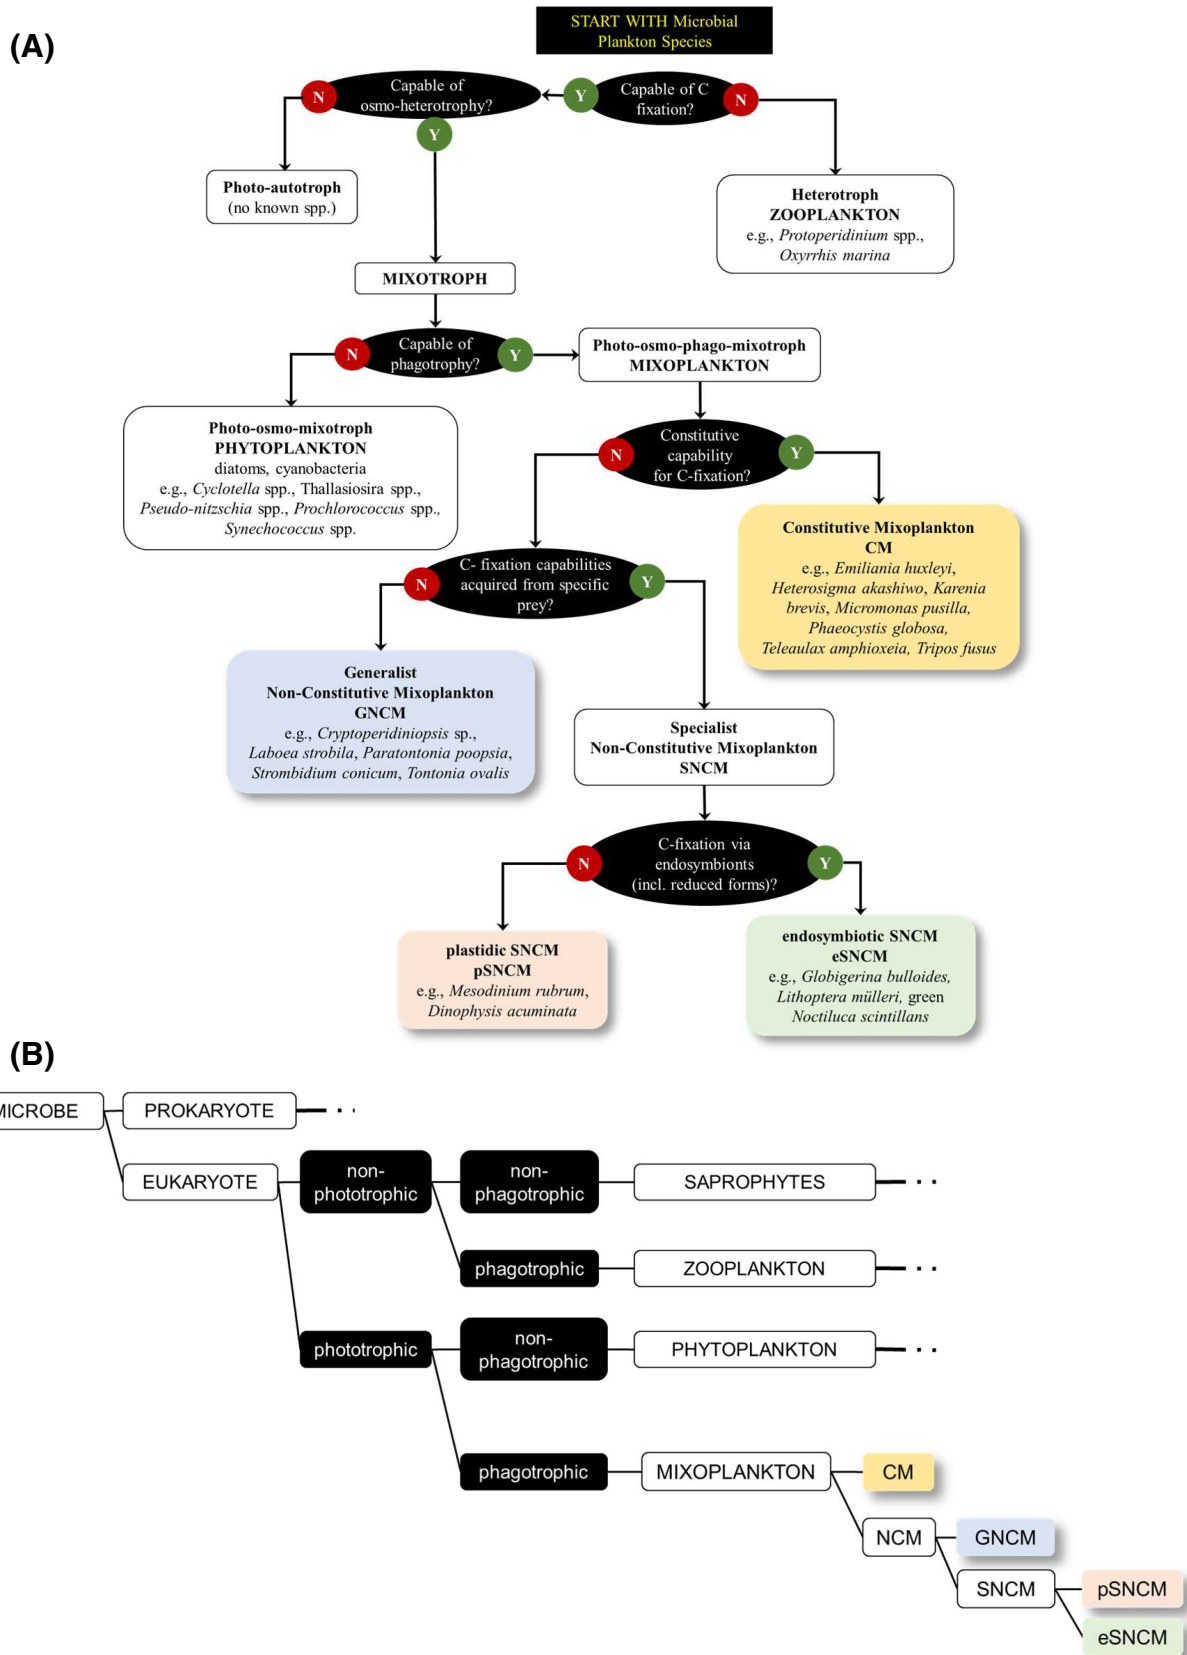 (A)
START WITH Microbial
Plankton Species
Capable of C
fixation?
Y
N
Capable of
osmo-heterotrophy?
N
Y
Photo-autotroph
(no known spp.)
Heterotroph
ZOOPLANKTON
e.g., Protoperidinium spp.,
Oxyrrhis marina
MIXOTROPH
Capable of
phagotrophy?
N
Y
Photo-osmo-phago-mixotroph
MIXOPLANKTON
Photo-osmo-mixotroph
PHYTOPLANKTON
diatoms, cyanobacteria
e.g., Cyclotella spp., Thallasiosira spp.,
Pseudo-nitzschia spp., Prochlorococcus spp.,
Synechococcus spp.
Constitutive
capability
for C-fixation?
N
Y
Constitutive Mixoplankton
CM
e.g., Emiliania huxleyi,
Heterosigma akashiwo, Karenia
brevis, Micromonas pusilla,
Phaeocystis globosa,
Teleaulax amphioxeia, Tripos fusus
C- fixation capabilities
acquired from specific
prey?
N
Y
Generalist
Non-Constitutive Mixoplankton
GNCM
e.g., Cryptoperidiniopsis sp.,
Laboea strobila, Paratontonia poopsia,
Strombidium conicum, Tontonia ovalis
Specialist
Non-Constitutive Mixoplankton
SNCM
C-fixation via
endosymbionts
(incl. reduced forms)?
N
Y
plastidic SNCM
pSNCM
e.g., Mesodinium rubrum,
Dinophysis acuminata
endosymbiotic SNCM
eSNCM
e.g., Globigerina bulloides,
Lithoptera mülleri, green
Noctiluca scintillans
(B)
MICROBE
PROKARYOTE
EUKARYOTE
non-
phototrophic
non-
phagotrophic
SAPROPHYTES
phagotrophic
ZOOPLANKTON
phototrophic
non-
phagotrophic
PHYTOPLANKTON
phagotrophic
MIXOPLANKTON
CM
NCM
GNCM
SNCM
pSNCM
eSNCM